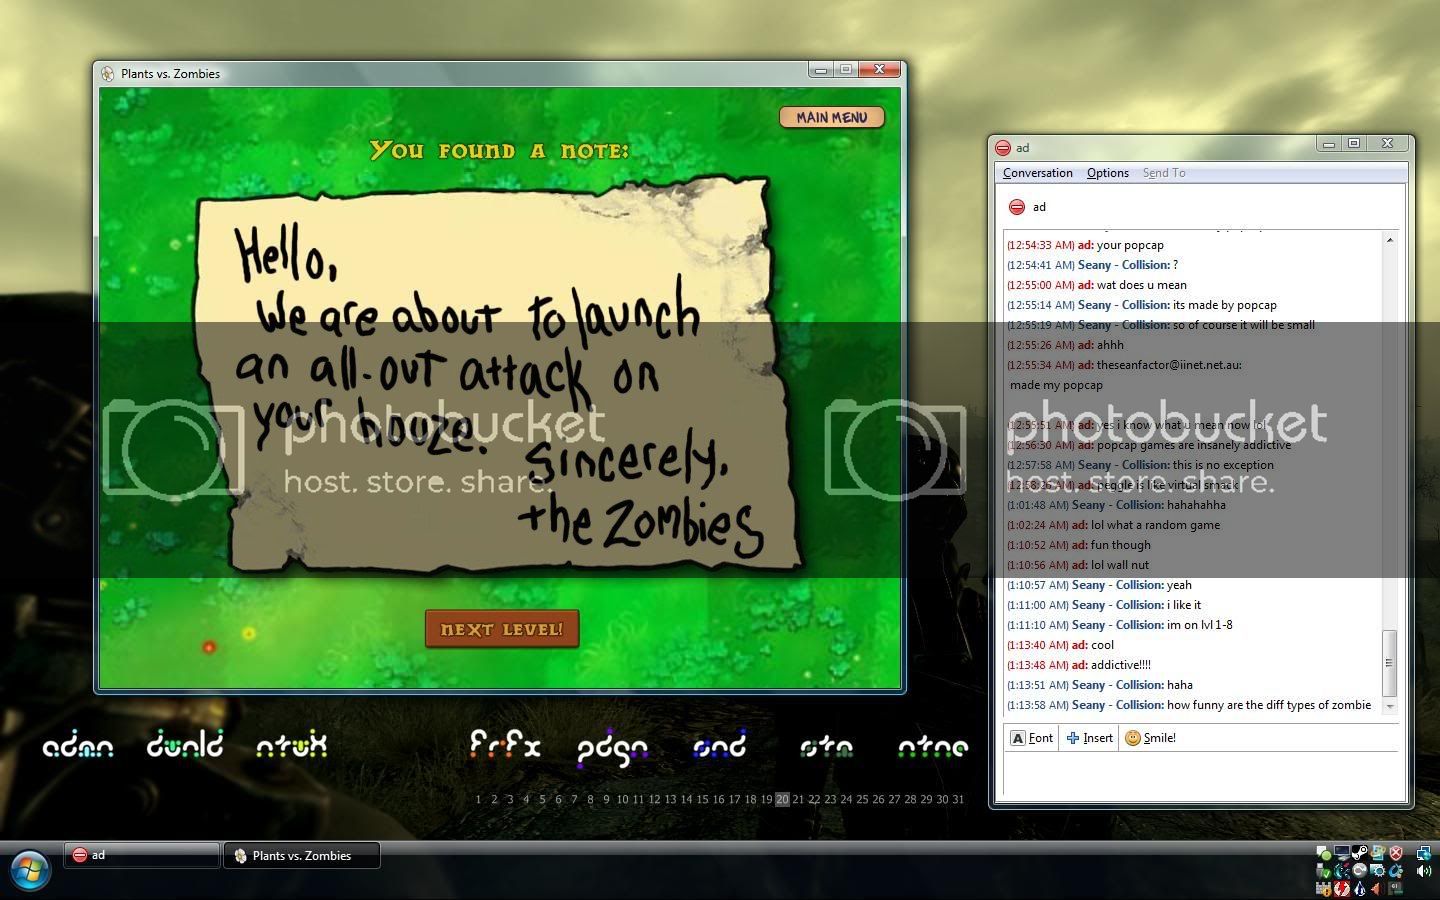 Plants vs. Zombies
MAIN MENU
YOU FOUND A NOTE:
Hello,
We are about to launch
an all-out attack on
your houze.
Sincerely,
the Zombies
NEXT LEVEL!
ad
Conversation Options Send To
ad
(12:54:33 AM) ad: your popcap
(12:54:41 AM) Seany - Collision: ?
(12:55:00 AM) ad: wat does u mean
(12:55:14 AM) Seany - Collision: its made by popcap
(12:55:19 AM) Seany - Collision: so of course it will be small
(12:55:26 AM) ad: ahhh
(12:55:34 AM) ad: theseanfactor@iinet.net.au:
made my popcap
(12:55:51 AM) ad: yes i know what u mean now lol
(12:56:30 AM) ad: popcap games are insanely addictive
(12:57:58 AM) Seany - Collision: this is no exception
(12:58:26 AM) ad: peggle is like virtual smack
(1:01:48 AM) Seany - Collision: hahahahha
(1:02:24 AM) ad: lol what a random game
(1:10:52 AM) ad: fun though
(1:10:56 AM) ad: lol wall nut
(1:10:57 AM) Seany - Collision: yeah
(1:11:00 AM) Seany - Collision: i like it
(1:11:10 AM) Seany - Collision: im on lvl 1-8
(1:13:40 AM) ad: cool
(1:13:48 AM) ad: addictive!!!!
(1:13:51 AM) Seany - Collision: haha
(1:13:58 AM) Seany - Collision: how funny are the diff types of zombie
A Font Insert Smile!
photobucket
host. store. share.
photobucket
host. store. share.
admn dwnld ntwk frfx pdgn snd stm ntne
1 2 3 4 5 6 7 8 9 10 11 12 13 14 15 16 17 18 19 20 21 22 23 24 25 26 27 28 29 30 31
ad
Plants vs. Zombies